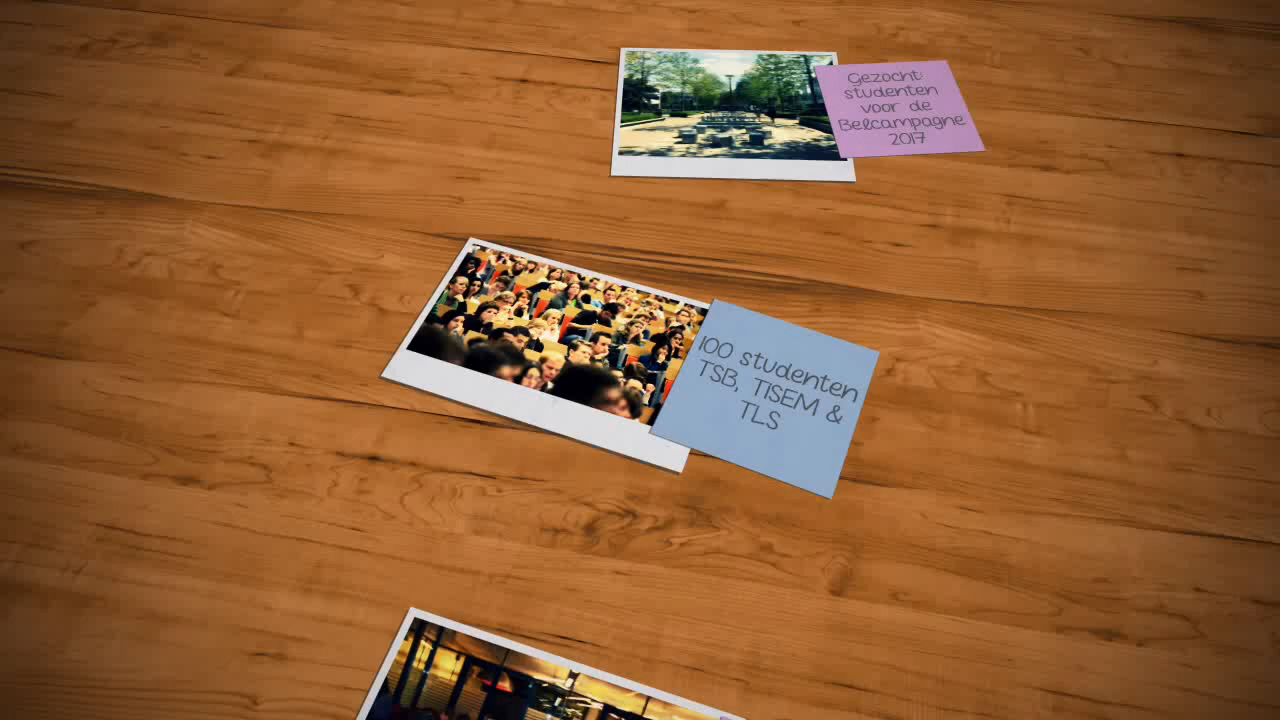 Gezocht:
studenten
voor de
Belcampagne
2017
100 studenten
TSB, TISEM &
TLS